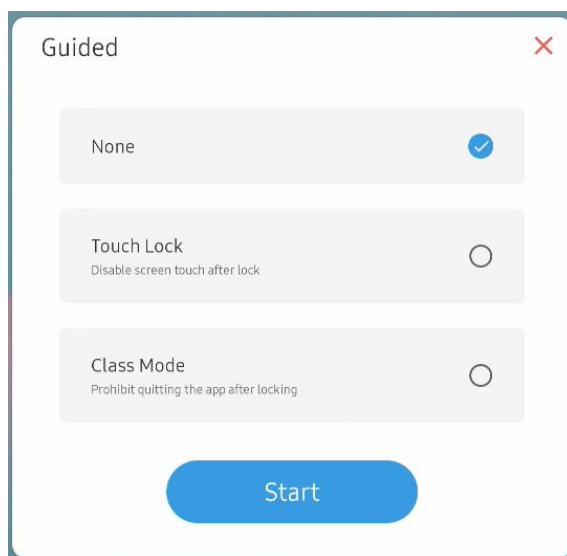 Guided
None
Touch Lock
Disable screen touch after lock
Class Mode
Prohibit quitting the app after locking
Start